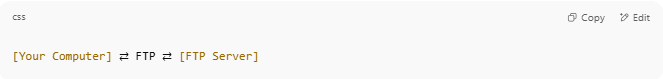 css Copy Edit
[Your Computer] ⇄ FTP ⇄ [FTP Server]